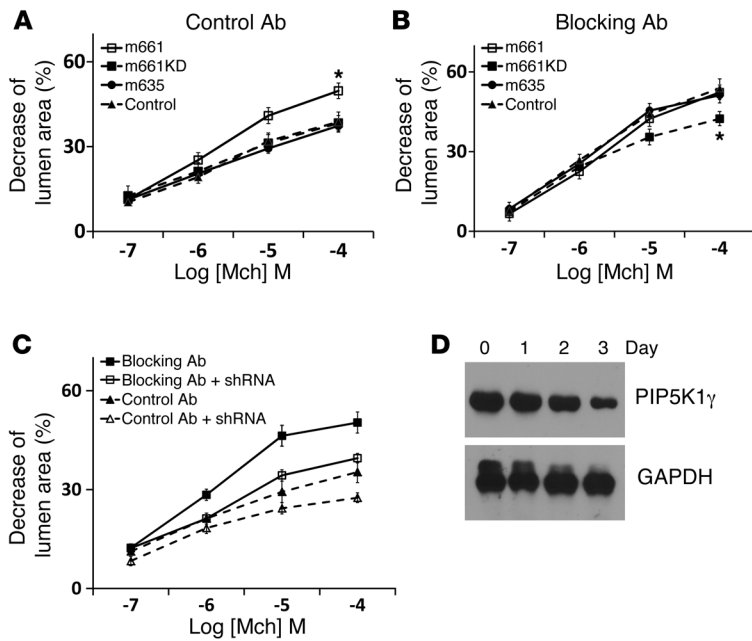 A
Control Ab
m661
m661KD
m635
Control
*
60
30
0
Decrease of
lumen area (%)
-7 -6 -5 -4
Log [Mch] M
B
Blocking Ab
m661
m661KD
m635
Control
*
60
30
0
Decrease of
lumen area (%)
-7 -6 -5 -4
Log [Mch] M
C
Blocking Ab
Blocking Ab + shRNA
Control Ab
Control Ab + shRNA
60
30
0
Decrease of
lumen area (%)
-7 -6 -5 -4
Log [Mch] M
D
0 1 2 3 Day
PIP5K1γ
GAPDH